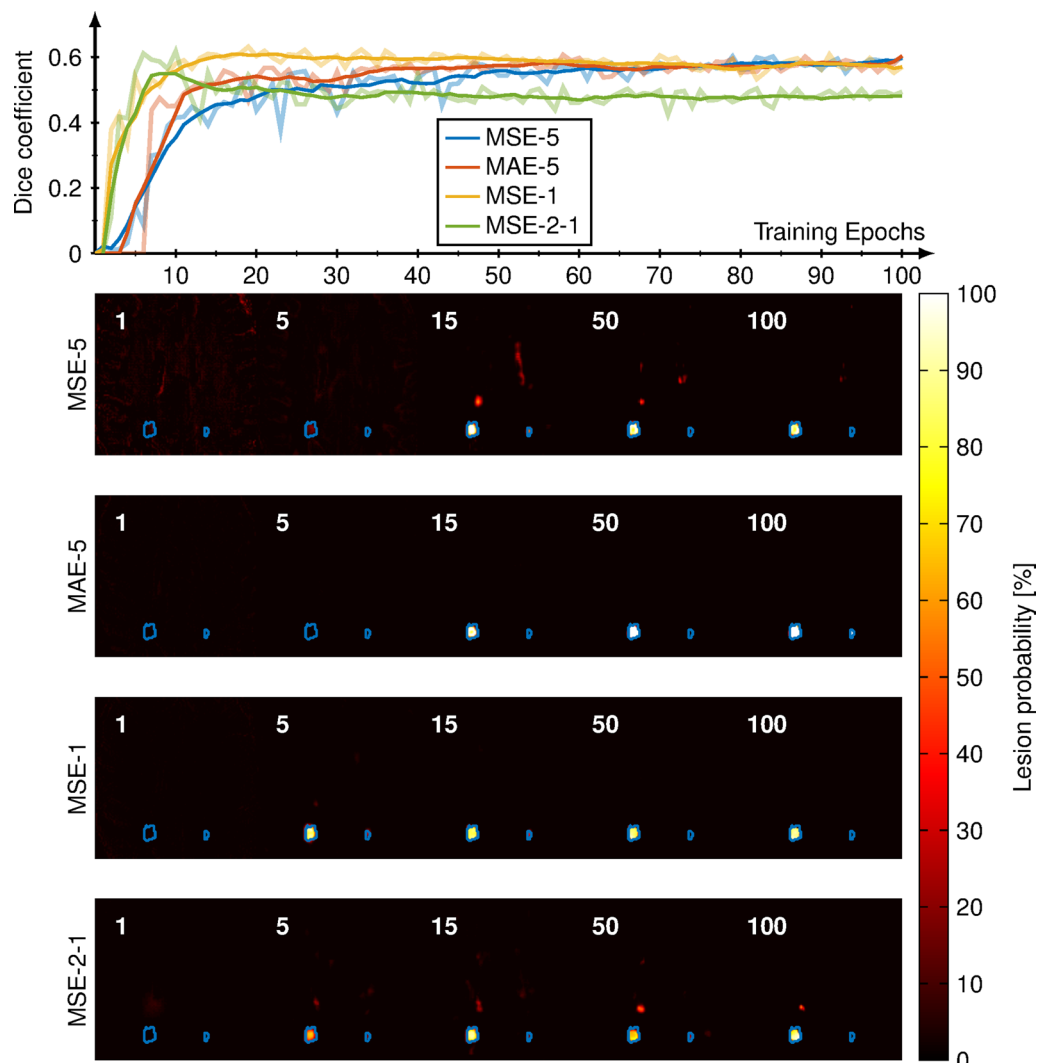 Dice coefficient
0.6
0.4
0.2
0
MSE-5
MAE-5
MSE-1
MSE-2-1
Training Epochs
10 20 30 40 50 60 70 80 90 100
MSE-5
1 5 15 50 100
MAE-5
1 5 15 50 100
MSE-1
1 5 15 50 100
MSE-2-1
1 5 15 50 100
100
90
80
70
60
50
40
30
20
10
0
Lesion probability [%]